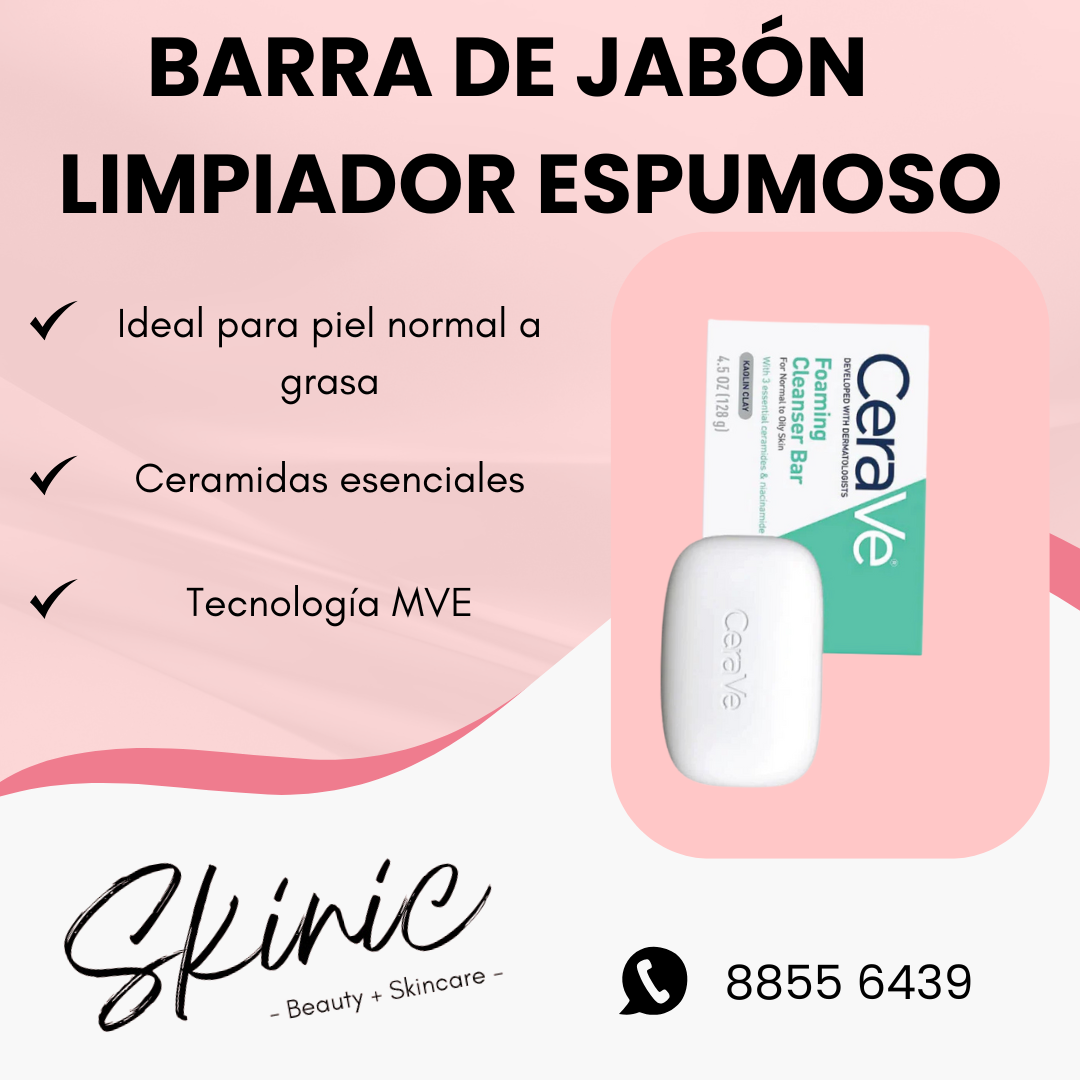 BARRA DE JABÓN
LIMPIADOR ESPUMOSO
Ideal para piel normal a
grasa
Ceramidas esenciales
Tecnología MVE
CeraVe
DEVELOPED WITH DERMATOLOGISTS
Foaming
Cleanser Bar
For Normal to Oily Skin
With 3 essential ceramides & niacinamide
KAOLIN CLAY
4.5 OZ (128 g)
CeraVe
Skinic
- Beauty + Skincare -
8855 6439